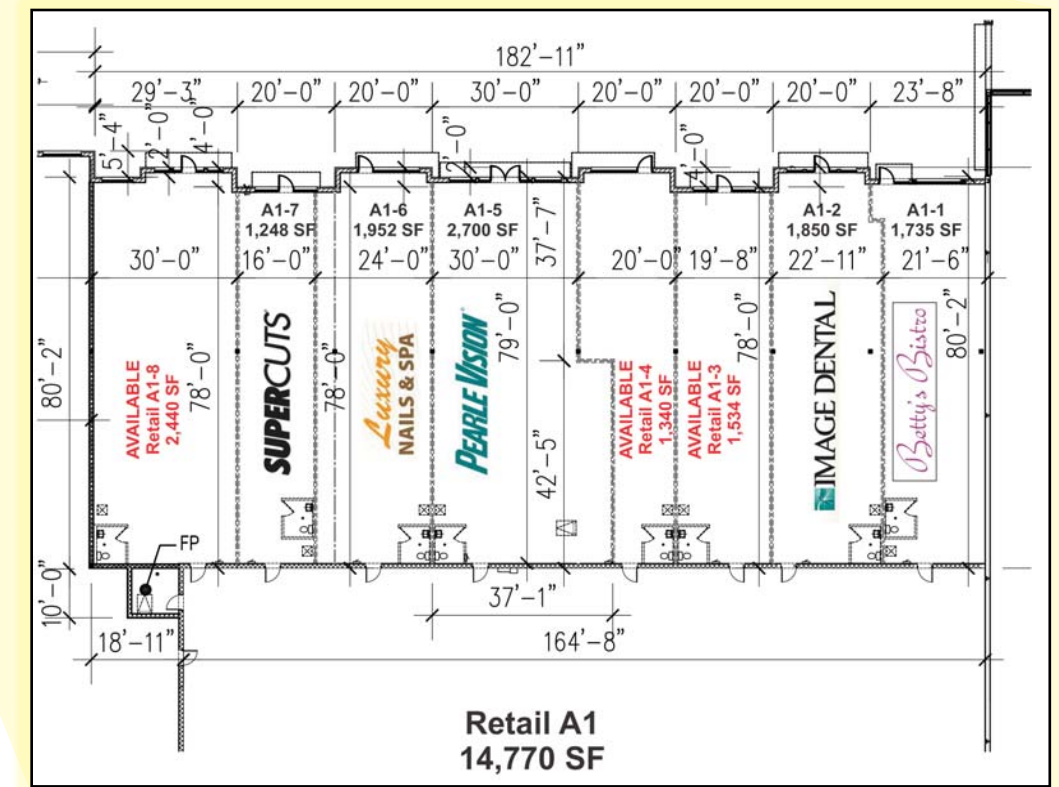 182'-11"
29'-3" 20'-0" 20'-0" 30'-0" 20'-0" 20'-0" 20'-0" 23'-8"
5'-4" 2'-0" 4'-0" 2'-0" 4'-0"
A1-7
1,248 SF
A1-6
1,952 SF
A1-5
2,700 SF
A1-2
1,850 SF
A1-1
1,735 SF
37'-7"
30'-0" 16'-0" 24'-0" 30'-0" 20'-0" 19'-8" 22'-11" 21'-6"
80'-2"
AVAILABLE
Retail A1-8
2,440 SF
78'-0"
SUPERCUTS
78'-0"
Luxury
NAILS & SPA
PEARLE VISION
79'-0"
42'-5"
AVAILABLE
Retail A1-4
1,340 SF
AVAILABLE
Retail A1-3
1,534 SF
78'-0"
IMAGE DENTAL
Betty's Bistro
80'-2"
FP
10'-0"
37'-1"
18'-11" 164'-8"
Retail A1
14,770 SF